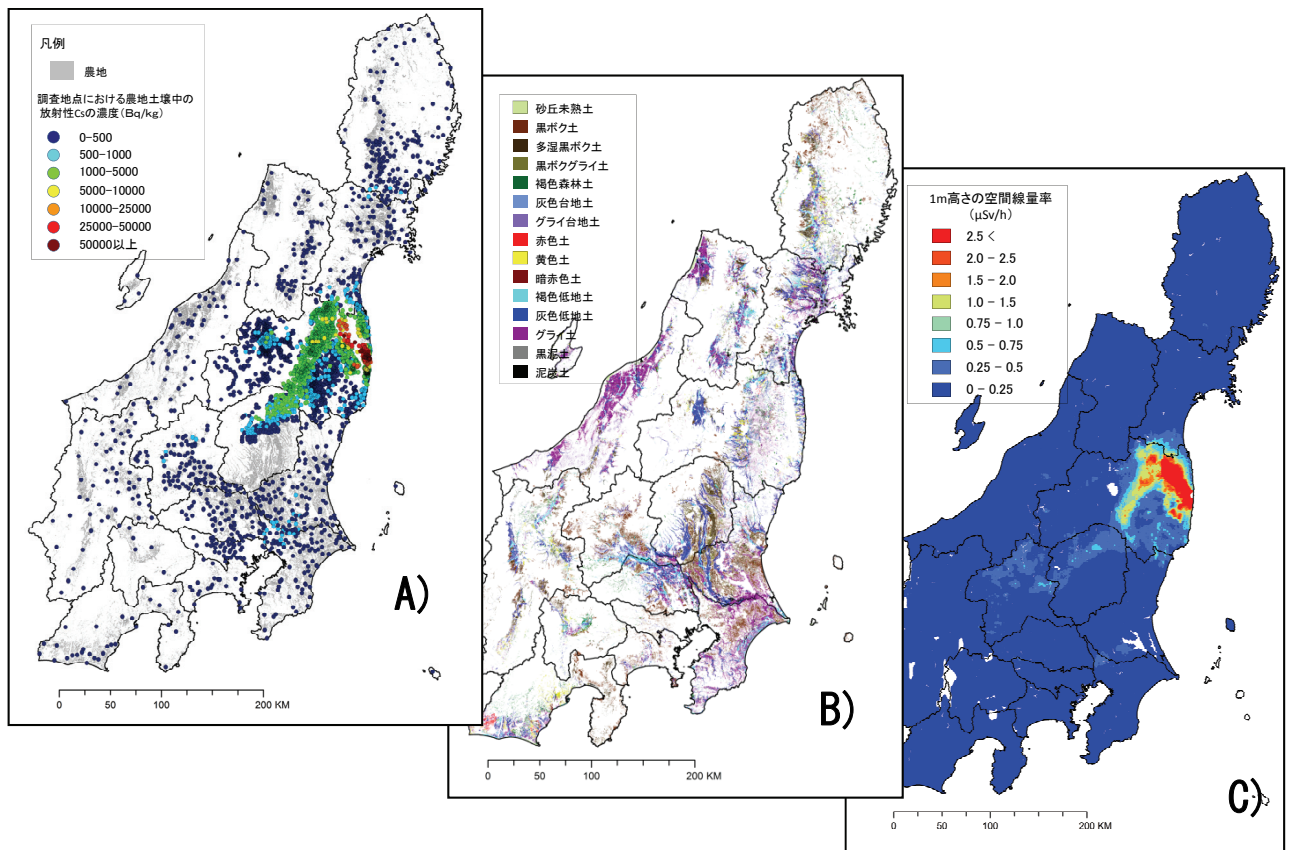 凡例
農地
調査地点における農地土壌中の
放射性Csの濃度(Bq/kg)
0-500
500-1000
1000-5000
5000-10000
10000-25000
25000-50000
50000以上
A)
0 50 100 200 KM
砂丘未熟土
黒ボク土
多湿黒ボク土
黒ボクグライ土
褐色森林土
灰色台地土
グライ台地土
赤色土
黄色土
暗赤色土
褐色低地土
灰色低地土
グライ土
黒泥土
泥炭土
B)
0 50 100 200 KM
1m高さの空間線量率
(μSv/h)
2.5 <
2.0 - 2.5
1.5 - 2.0
1.0 - 1.5
0.75 - 1.0
0.5 - 0.75
0.25 - 0.5
0 - 0.25
C)
0 50 100 200 KM